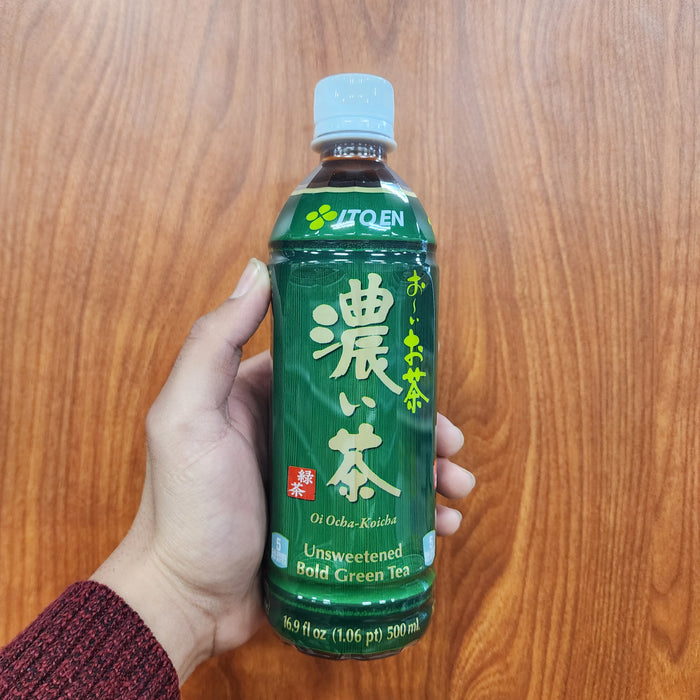 ITO EN
お～いお茶
濃い茶
緑茶
Oi Ocha-Koicha
Unsweetened
Bold Green Tea
16.9 fl oz (1.06 pt) 500 mL